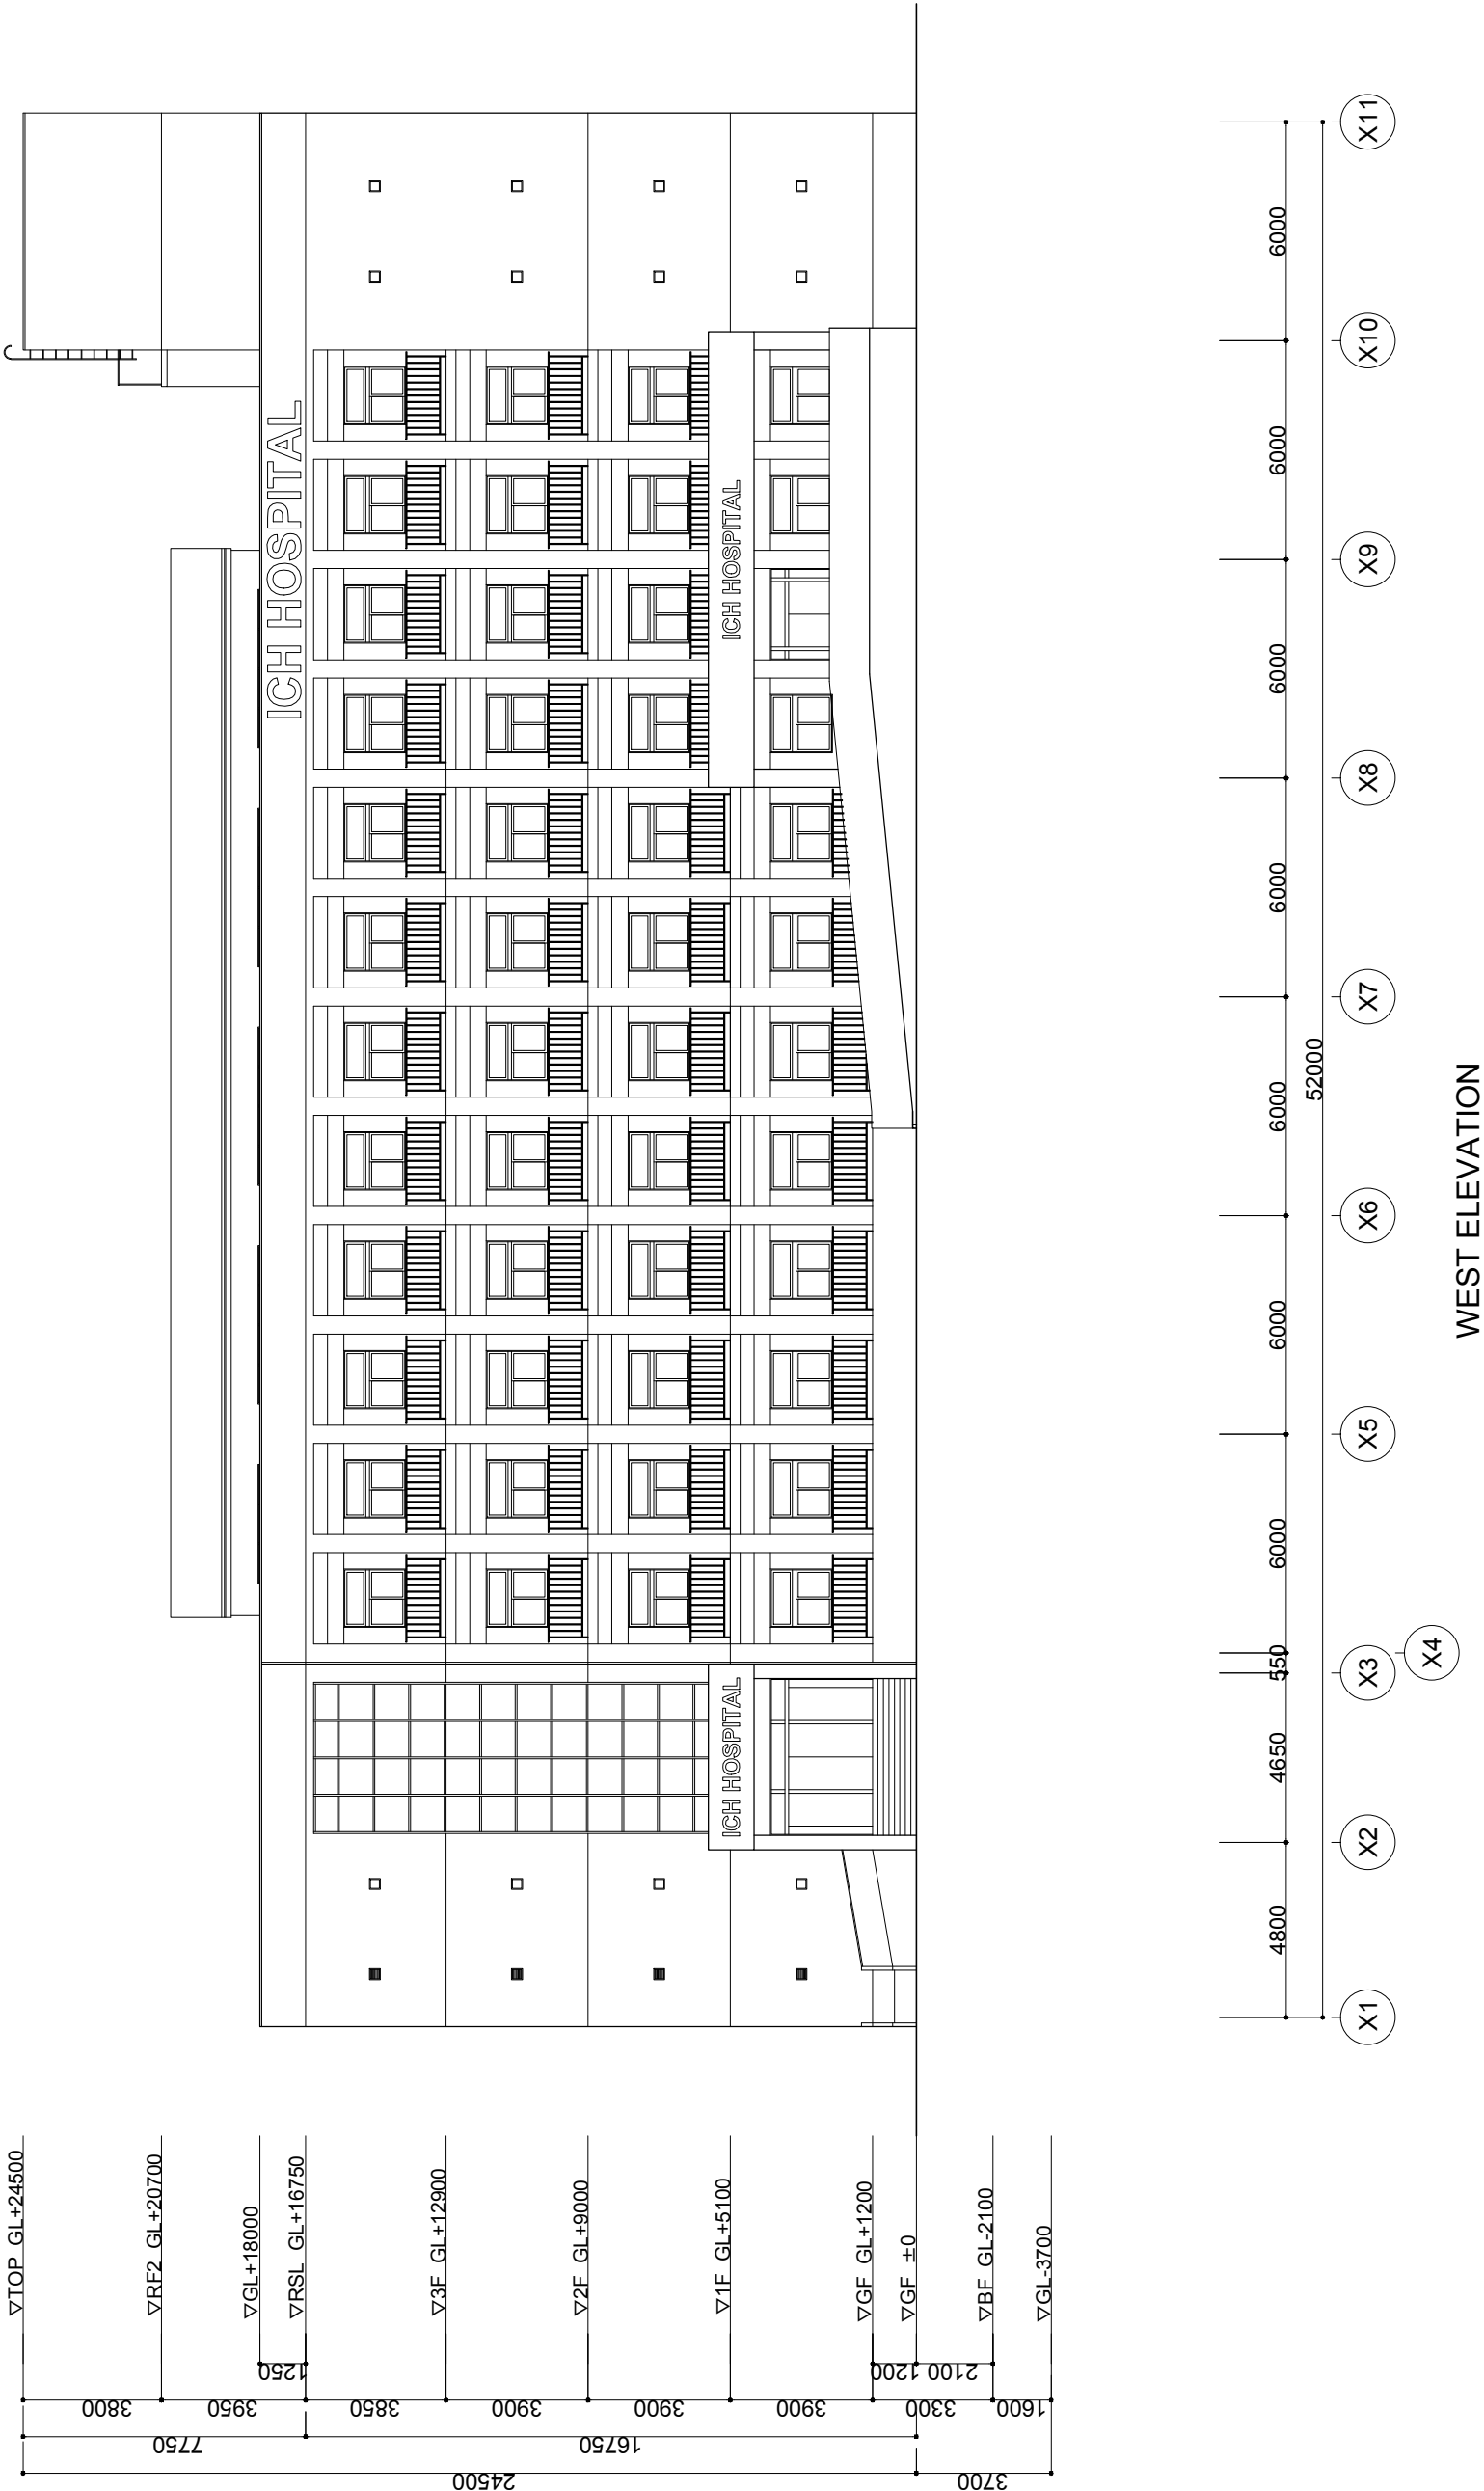 ▽TOP GL+24500
▽RF2 GL+20700
▽GL+18000
▽RSL GL+16750
▽3F GL+12900
▽2F GL+9000
▽1F GL+5100
▽GF GL+1200
▽GF ±0
▽BF GL-2100
▽GL-3700
1250
1200
2100
3800
3950
3850
3900
3900
3900
3300
1600
7750
16750
24500
3700
ICH HOSPITAL
ICH HOSPITAL
ICH HOSPITAL
4800
4650
550
6000
6000
6000
6000
6000
6000
6000
52000
X1
X2
X3
X4
X5
X6
X7
X8
X9
X10
X11
WEST ELEVATION